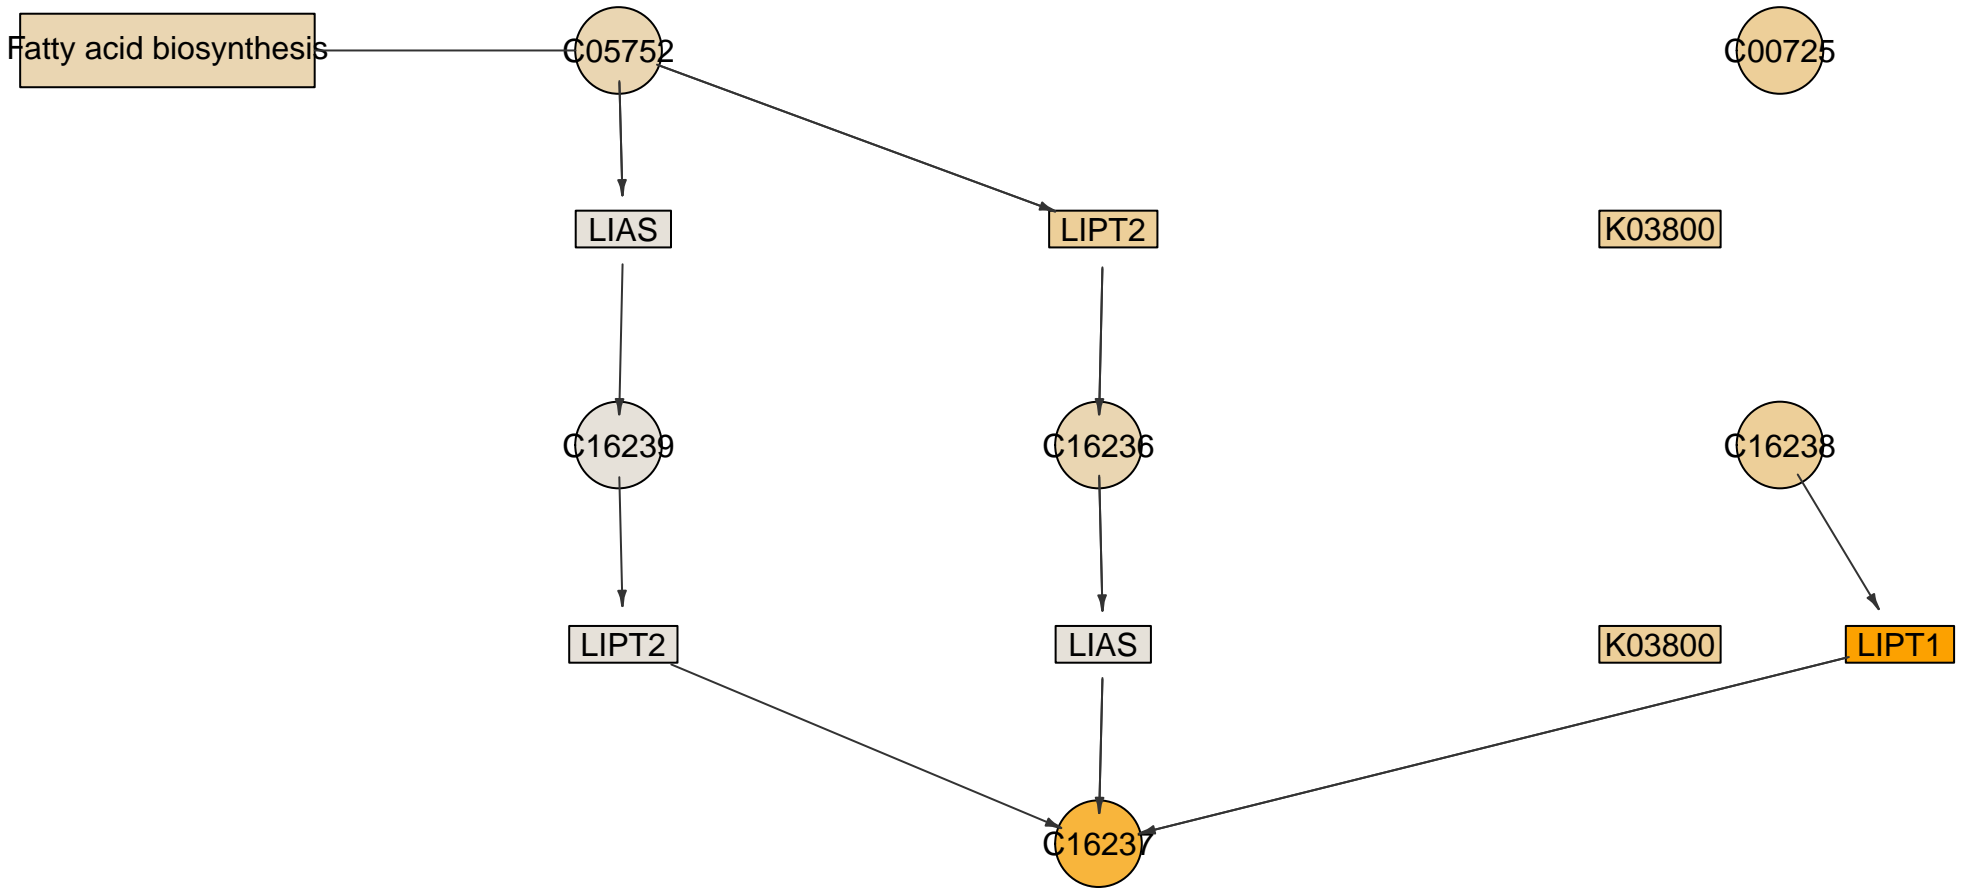 Fatty acid biosynthesis
C05752
C00725
LIAS
LIPT2
K03800
C16239
C16236
C16238
LIPT2
LIAS
K03800
LIPT1
C16237